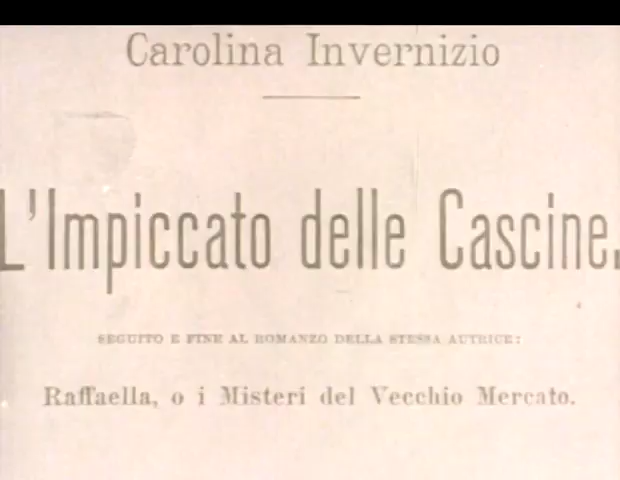 Carolina Invernizio
L'Impiccato delle Cascine.
SEGUITO E FINE AL ROMANZO DELLA STESSA AUTRICE:
Raffaella, o i Misteri del Vecchio Mercato.